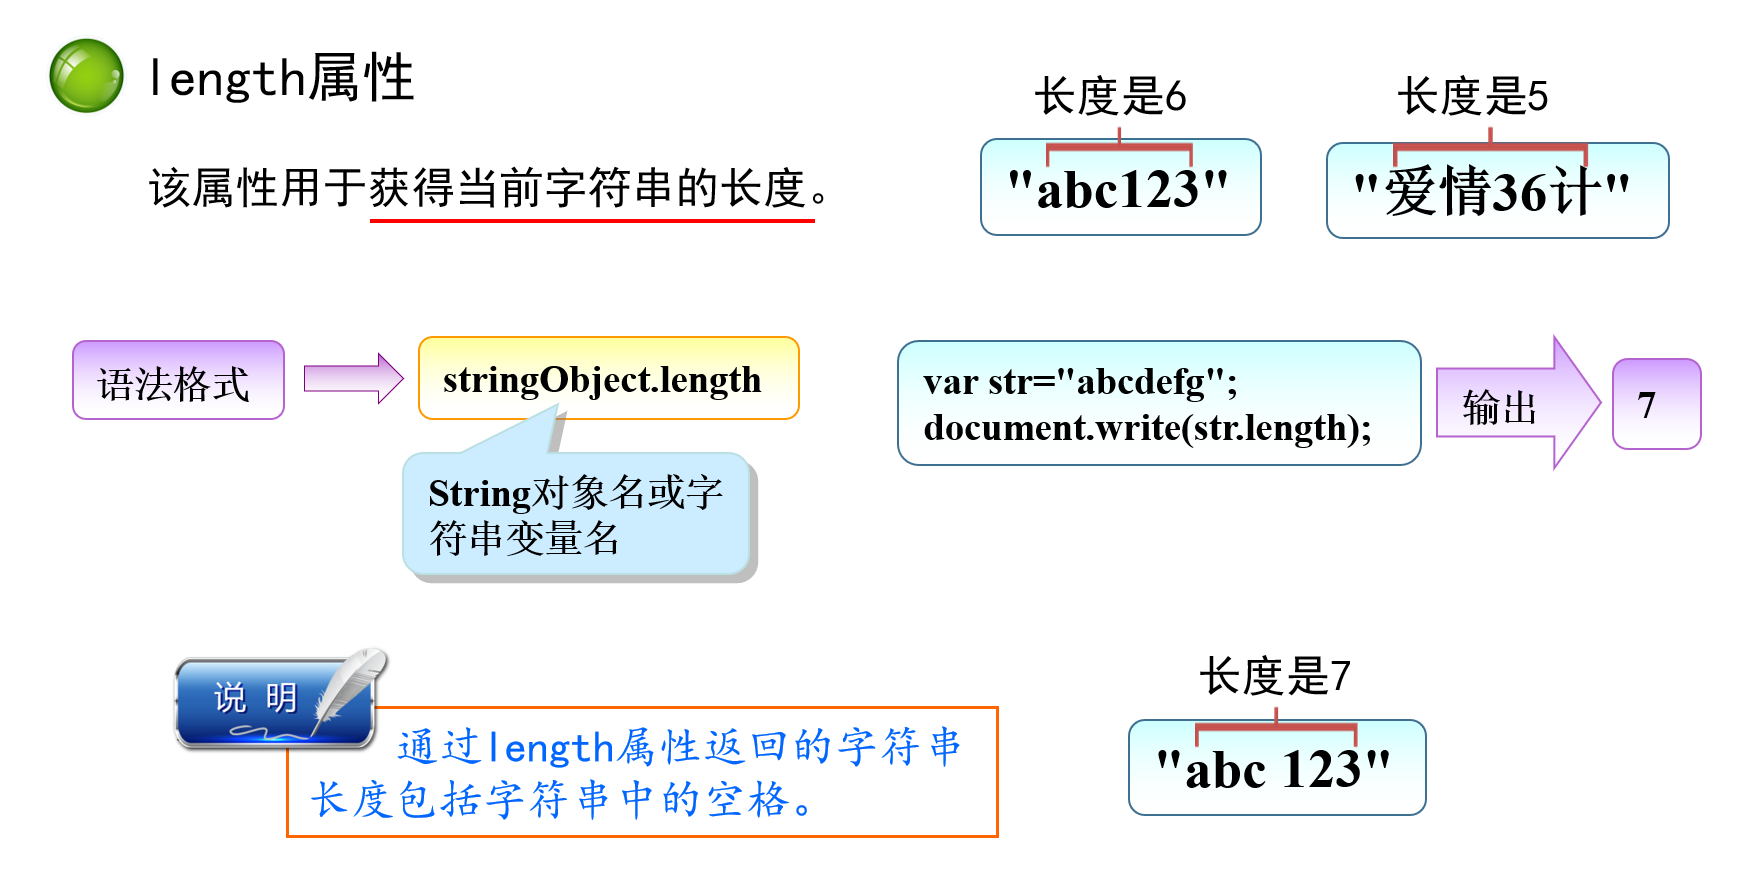 length属性
该属性用于获得当前字符串的长度。
长度是6
"abc123"
长度是5
"爱情36计"
语法格式
stringObject.length
String对象名或字
符串变量名
var str="abcdefg";
document.write(str.length);
输出
7
说 明
通过length属性返回的字符串
长度包括字符串中的空格。
长度是7
"abc 123"